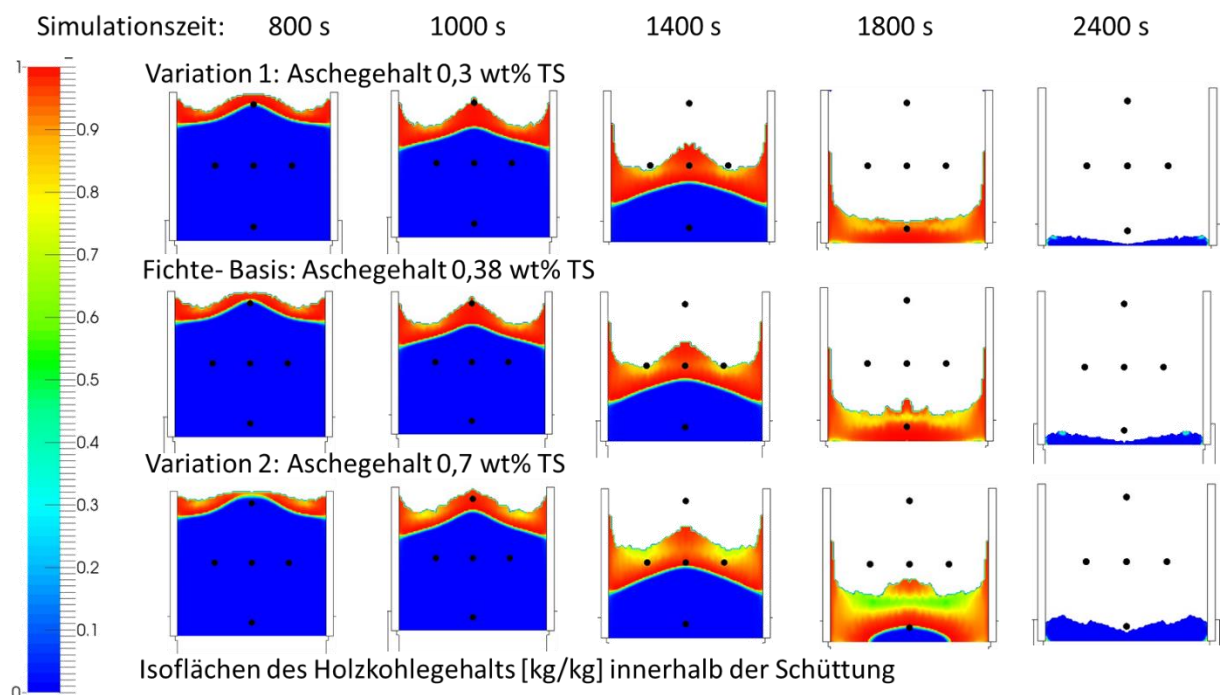 Simulationszeit: 800 s 1000 s 1400 s 1800 s 2400 s
1
Variation 1: Aschegehalt 0,3 wt% TS
0.9
0.8
Fichte- Basis: Aschegehalt 0,38 wt% TS
0.7
0.6
0.5
0.4
Variation 2: Aschegehalt 0,7 wt% TS
0.3
0.2
0.1
Isoflächen des Holzkohlegehalts [kg/kg] innerhalb der Schüttung
0